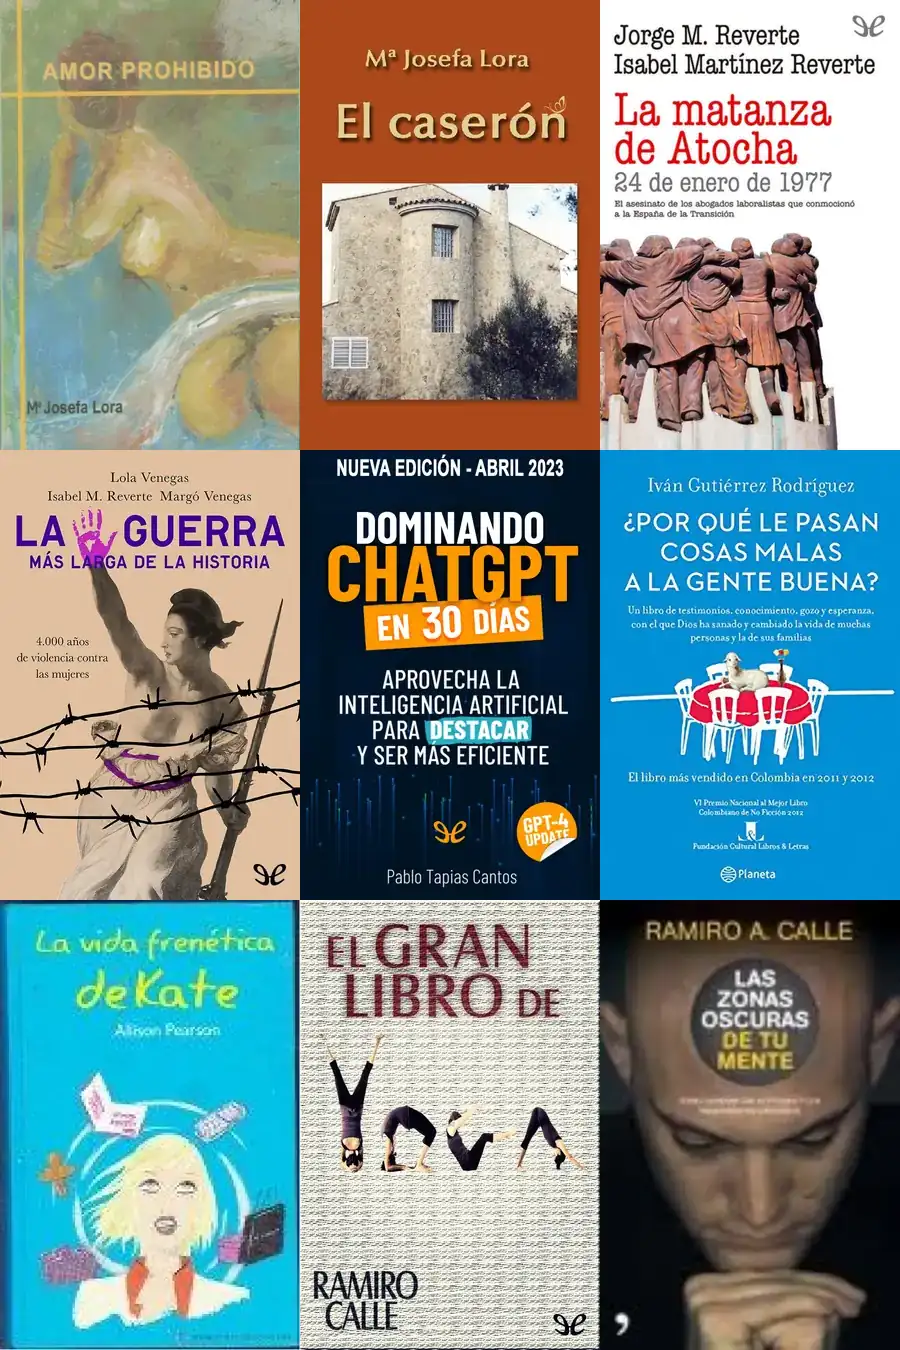 AMOR PROHIBIDO
Mª Josefa Lora
Mª Josefa Lora
El caserón
Jorge M. Reverte
Isabel Martínez Reverte
La matanza
de Atocha
24 de enero de 1977
El asesinato de los abogados laboralistas que conmocionó
a la España de la Transición
Lola Venegas
Isabel M. Reverte Margó Venegas
LA GUERRA
MÁS LARGA DE LA HISTORIA
4.000 años
de violencia contra
las mujeres
NUEVA EDICIÓN - ABRIL 2023
DOMINANDO
CHATGPT
EN 30 DÍAS
APROVECHA LA
INTELIGENCIA ARTIFICIAL
PARA DESTACAR
Y SER MÁS EFICIENTE
GPT-4
UPDATE
Pablo Tapias Cantos
Iván Gutiérrez Rodríguez
¿POR QUÉ LE PASAN
COSAS MALAS
A LA GENTE BUENA?
Un libro de testimonios, conocimiento, gozo y esperanza,
con el que Dios ha sanado y cambiado la vida de muchas
personas y la de sus familias
El libro más vendido en Colombia en 2011 y 2012
VI Premio Nacional al Mejor Libro
Colombiano de No Ficción 2012
Fundación Cultural Libros & Letras
Planeta
La vida frenética
de Kate
Allison Pearson
EL GRAN
LIBRO DE
YOGA
RAMIRO
CALLE
RAMIRO A. CALLE
LAS
ZONAS
OSCURAS
DE TU
MENTE